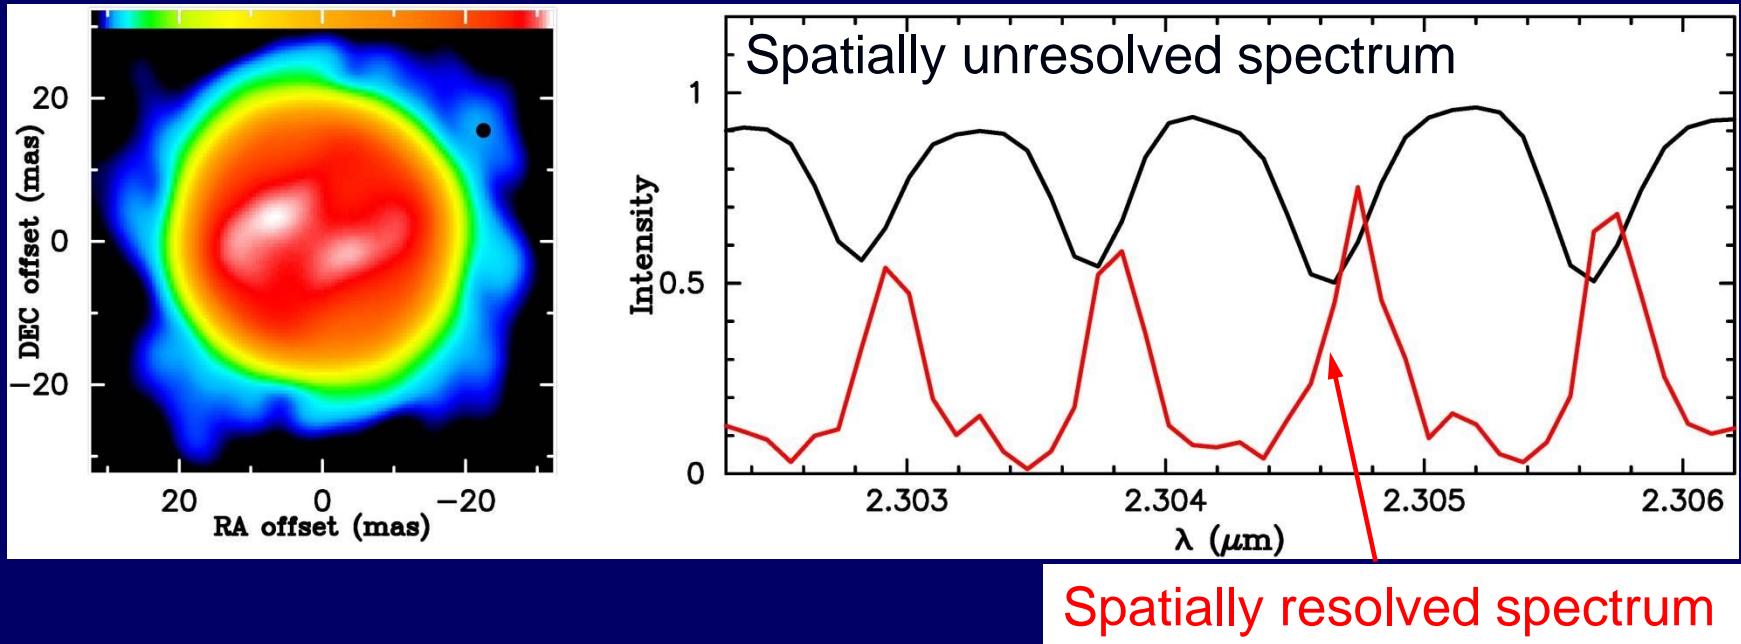 20
0
−20
DEC offset (mas)
20 0 −20
RA offset (mas)
Spatially unresolved spectrum
1
0.5
0
Intensity
2.303 2.304 2.305 2.306
λ (μm)
Spatially resolved spectrum